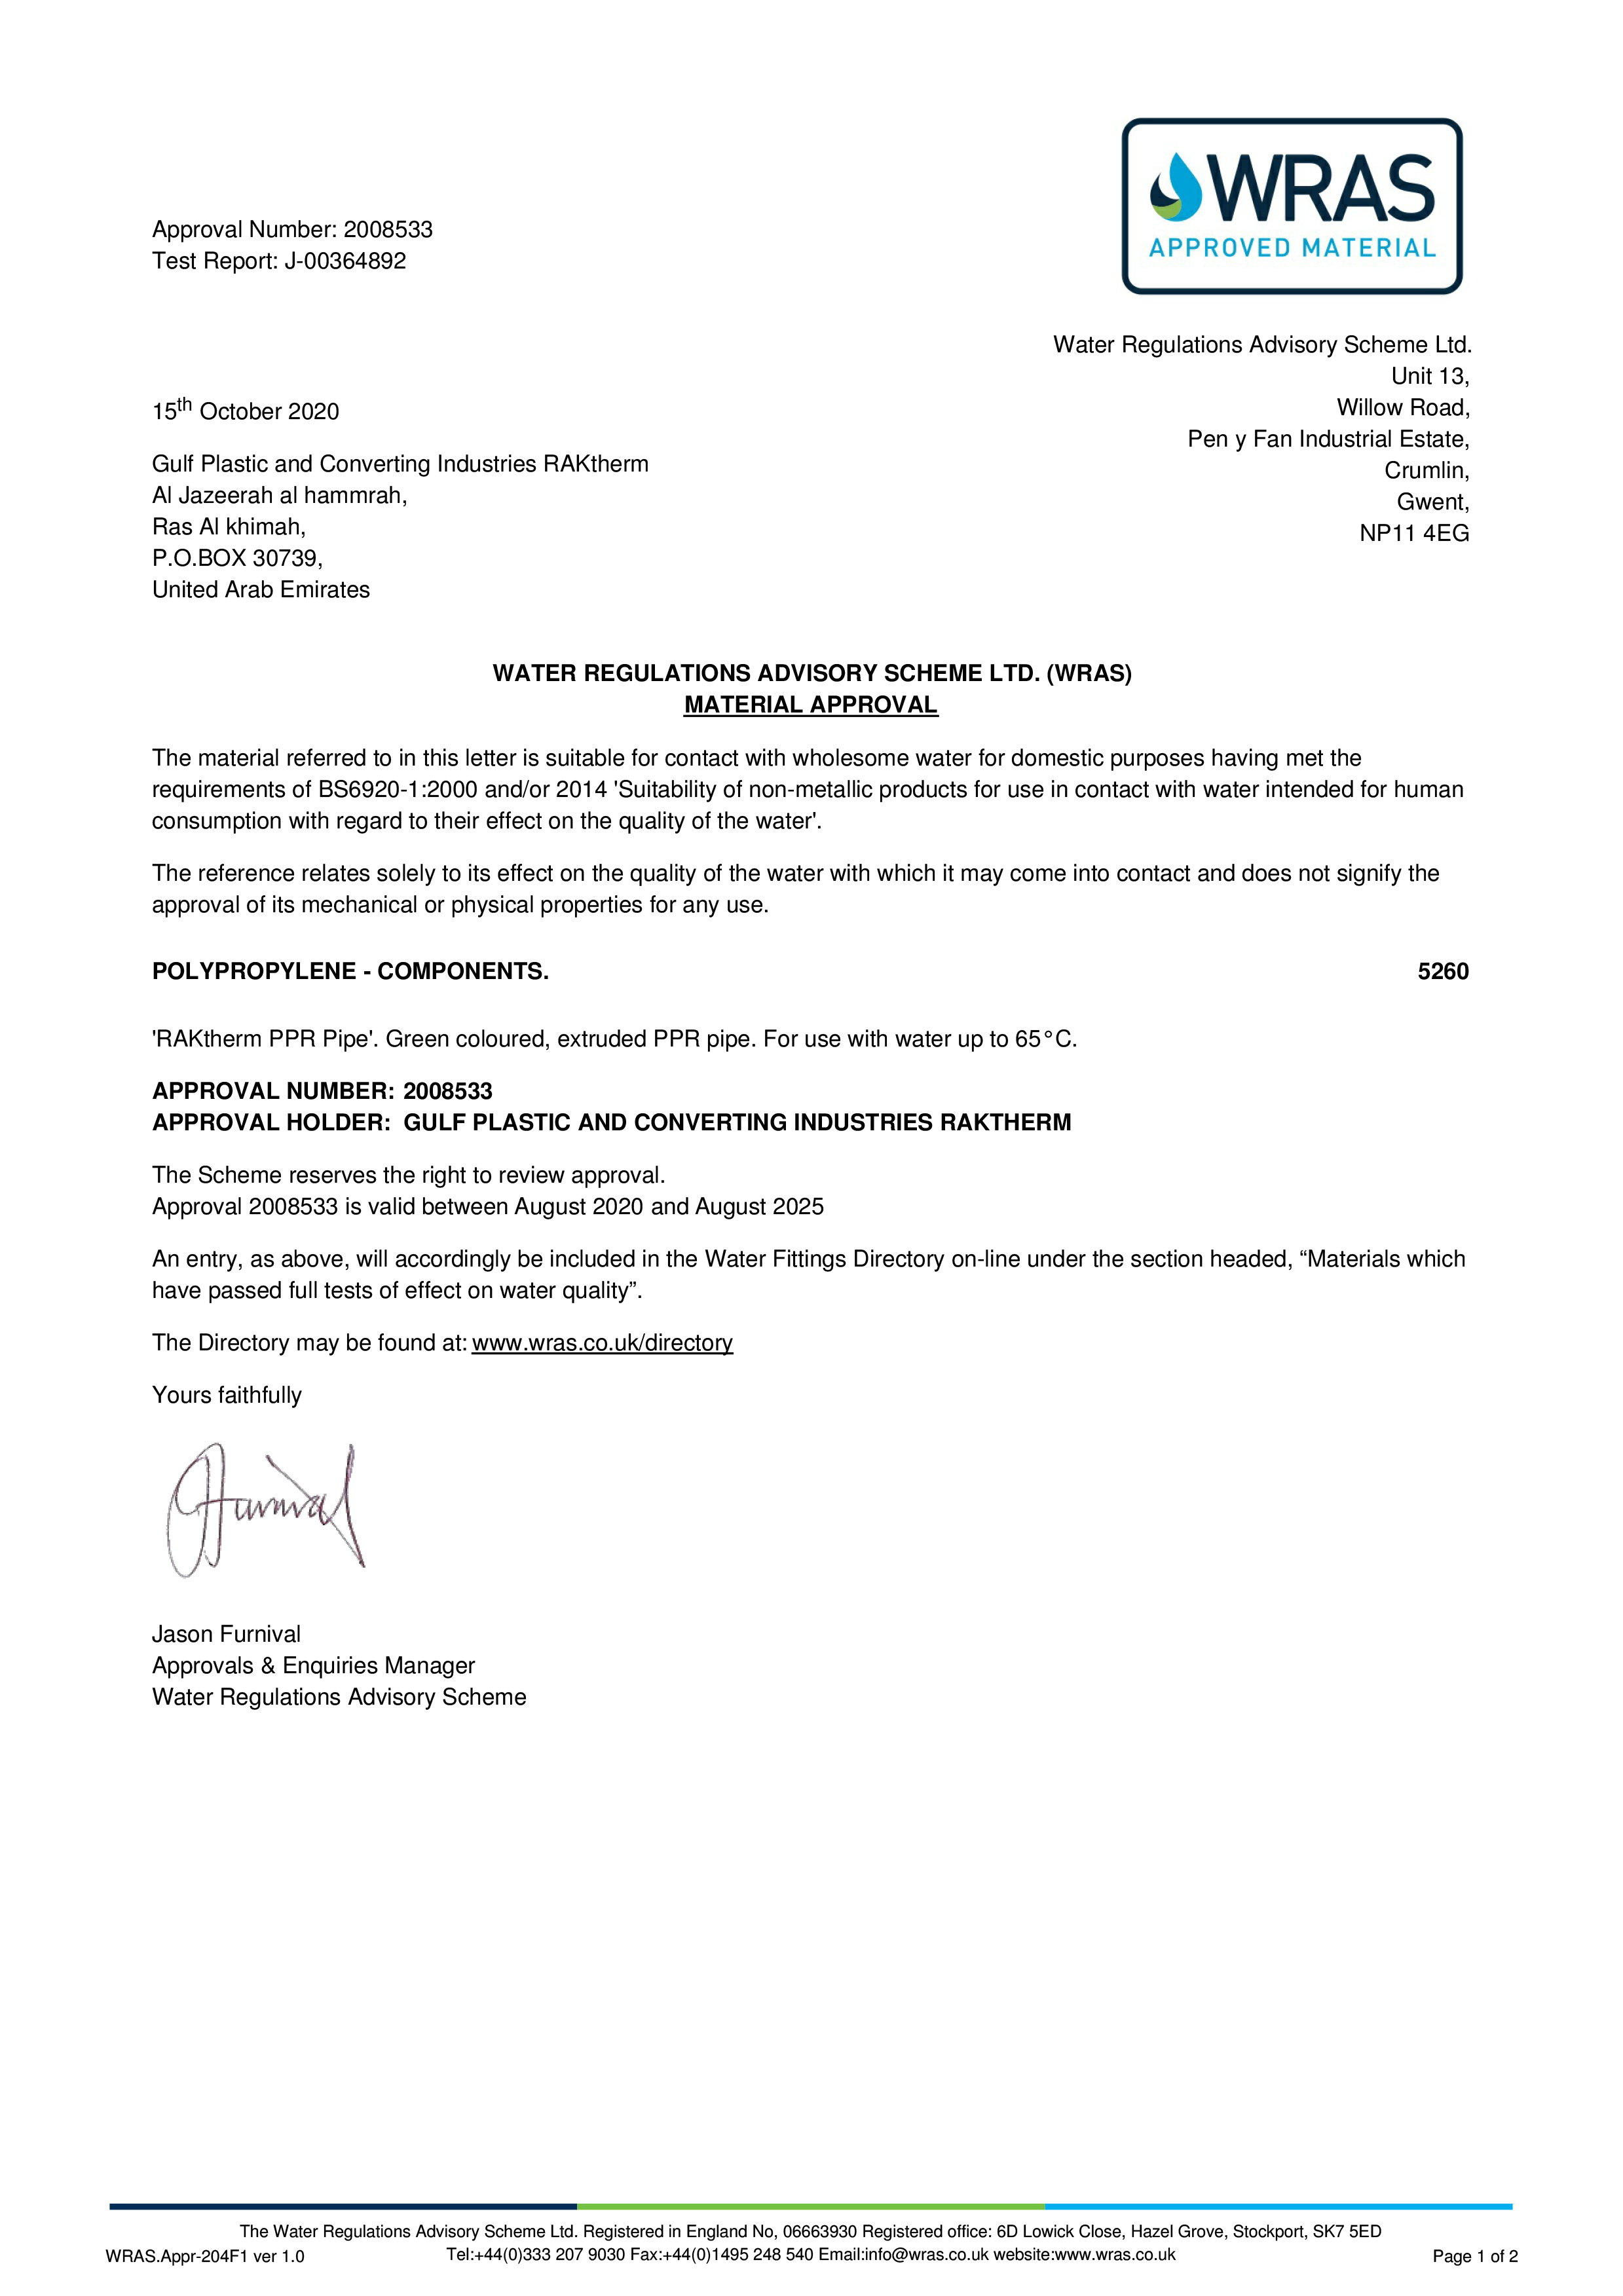 WRAS
APPROVED MATERIAL
Approval Number: 2008533
Test Report: J-00364892
Water Regulations Advisory Scheme Ltd.
Unit 13,
Willow Road,
Pen y Fan Industrial Estate,
Crumlin,
Gwent,
NP11 4EG
15th October 2020
Gulf Plastic and Converting Industries RAKtherm
Al Jazeerah al hammrah,
Ras Al khimah,
P.O.BOX 30739,
United Arab Emirates
WATER REGULATIONS ADVISORY SCHEME LTD. (WRAS)
MATERIAL APPROVAL
The material referred to in this letter is suitable for contact with wholesome water for domestic purposes having met the
requirements of BS6920-1:2000 and/or 2014 'Suitability of non-metallic products for use in contact with water intended for human
consumption with regard to their effect on the quality of the water'.
The reference relates solely to its effect on the quality of the water with which it may come into contact and does not signify the
approval of its mechanical or physical properties for any use.
POLYPROPYLENE - COMPONENTS. 5260
'RAKtherm PPR Pipe'. Green coloured, extruded PPR pipe. For use with water up to 65°C.
APPROVAL NUMBER: 2008533
APPROVAL HOLDER: GULF PLASTIC AND CONVERTING INDUSTRIES RAKTHERM
The Scheme reserves the right to review approval.
Approval 2008533 is valid between August 2020 and August 2025
An entry, as above, will accordingly be included in the Water Fittings Directory on-line under the section headed, “Materials which
have passed full tests of effect on water quality”.
The Directory may be found at: www.wras.co.uk/directory
Yours faithfully
JFurnival
Jason Furnival
Approvals & Enquiries Manager
Water Regulations Advisory Scheme
The Water Regulations Advisory Scheme Ltd. Registered in England No, 06663930 Registered office: 6D Lowick Close, Hazel Grove, Stockport, SK7 5ED
WRAS.Appr-204F1 ver 1.0 Tel:+44(0)333 207 9030 Fax:+44(0)1495 248 540 Email:info@wras.co.uk website:www.wras.co.uk Page 1 of 2